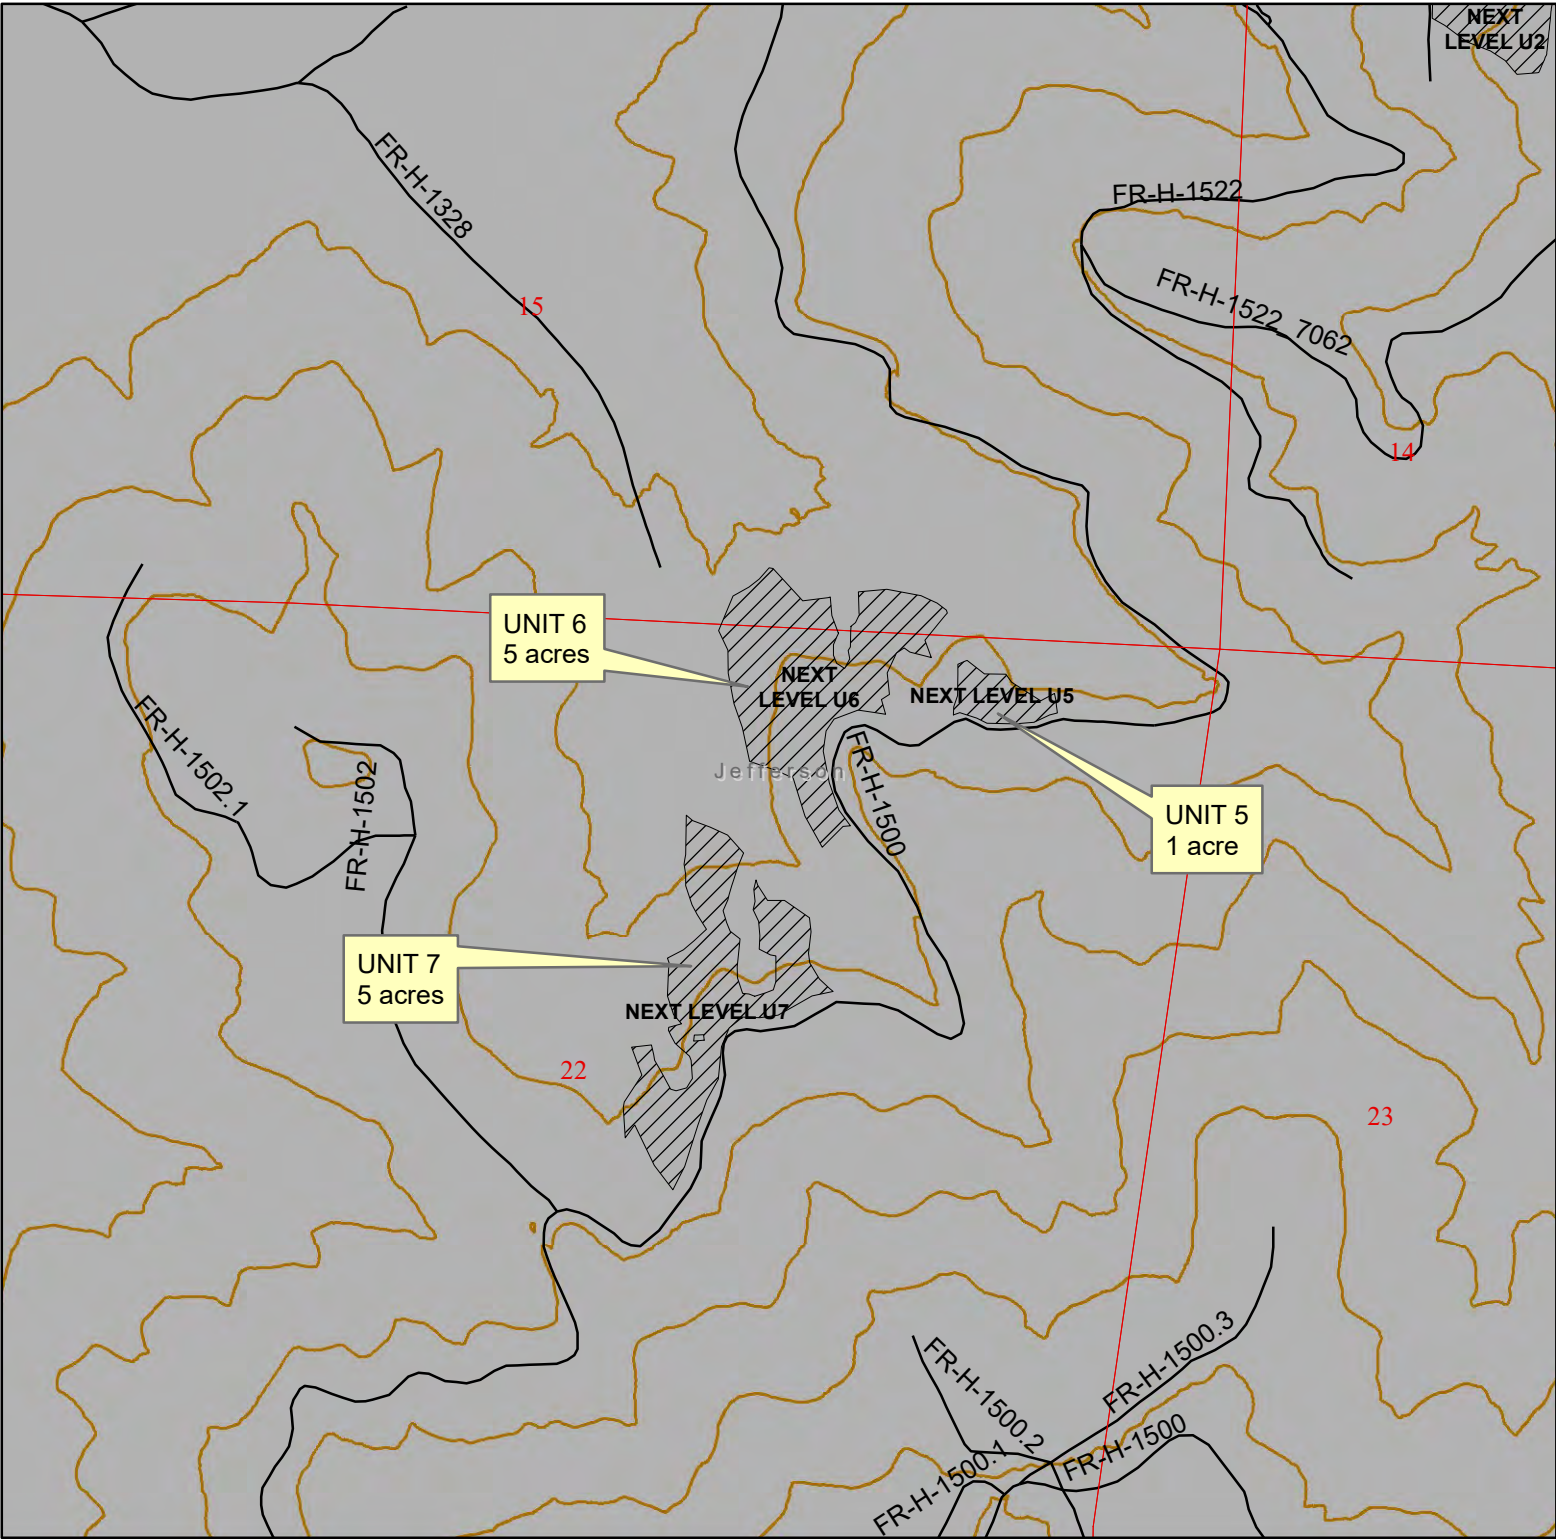 NEXT
LEVEL U2
FR-H-1328
FR-H-1522
15
FR-H-1522_7062
14
UNIT 6
5 acres
NEXT
LEVEL U6
NEXT LEVEL U5
FR-H-1502.1
FR-H-1502
Jefferson
FR-H-1500
UNIT 5
1 acre
UNIT 7
5 acres
NEXT LEVEL U7
22
23
FR-H-1500.2
FR-H-1500.3
FR-H-1500
FR-H-1500.1